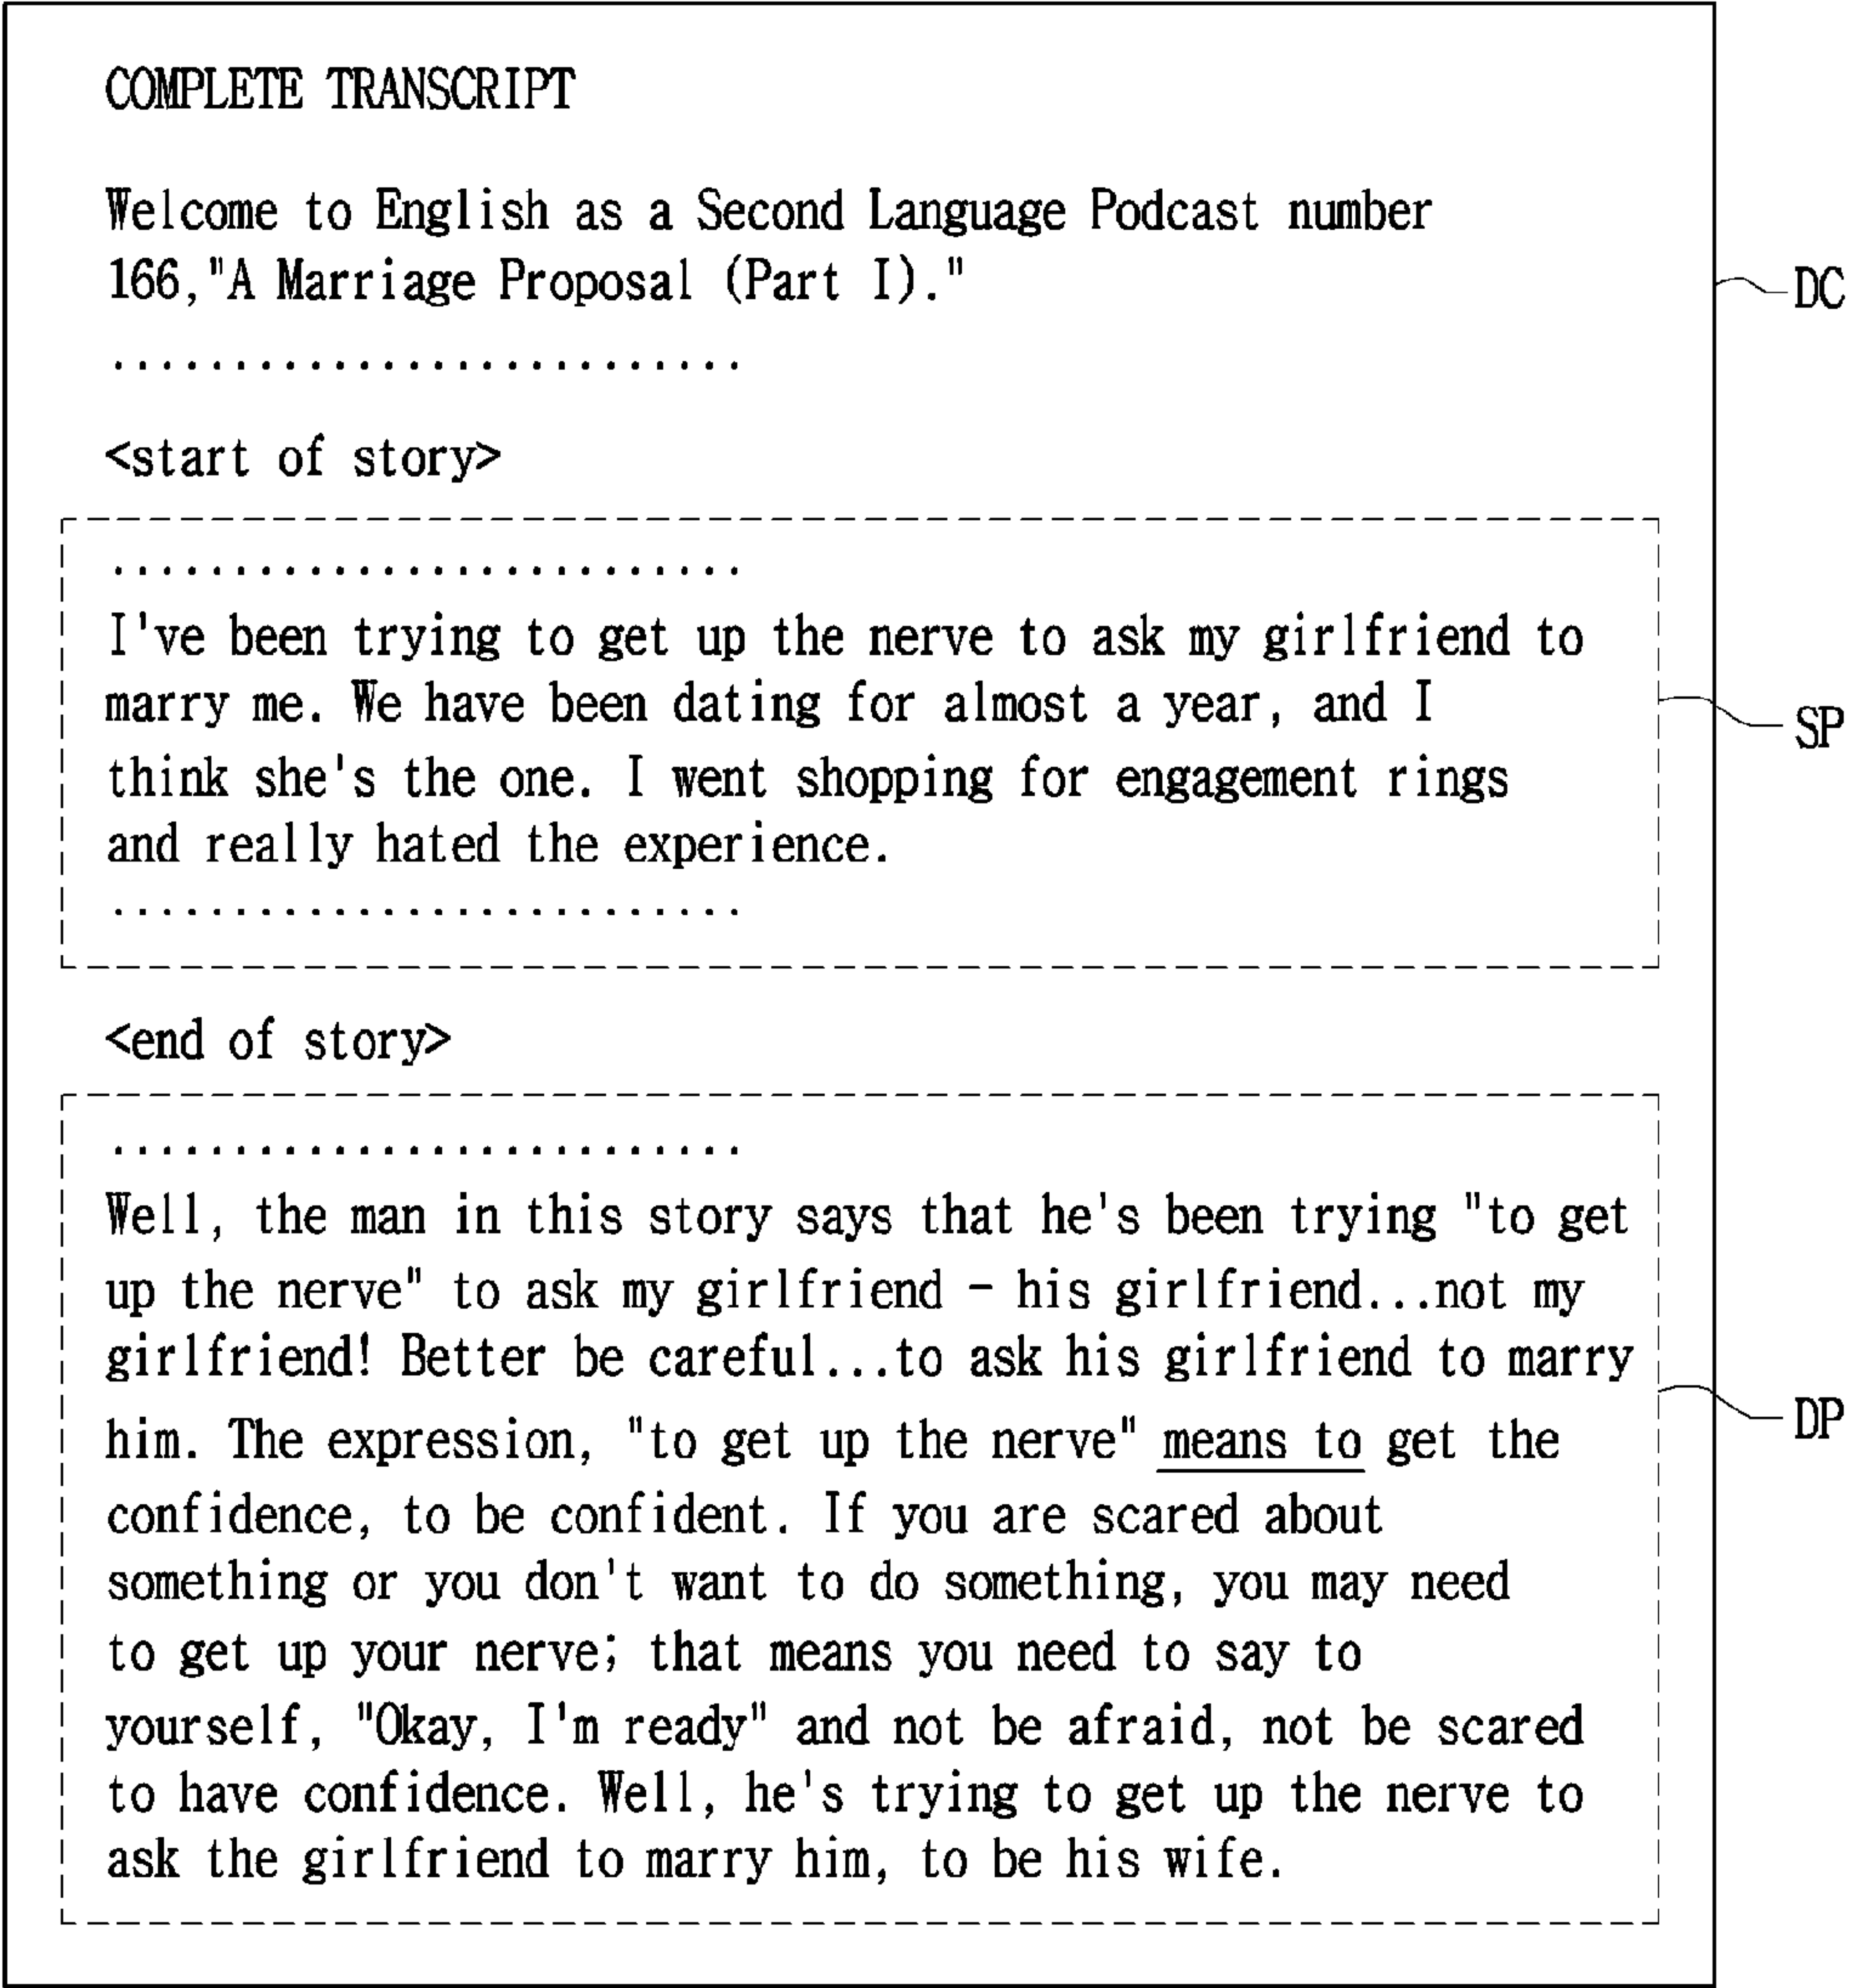 COMPLETE TRANSCRIPT
Welcome to English as a Second Language Podcast number
166,"A Marriage Proposal (Part I)."
..........................
DC
<start of story>
..........................
I've been trying to get up the nerve to ask my girlfriend to
marry me. We have been dating for almost a year, and I
SP
think she's the one. I went shopping for engagement rings
and really hated the experience.
..........................
<end of story>
..........................
Well, the man in this story says that he's been trying "to get
up the nerve" to ask my girlfriend - his girlfriend...not my
girlfriend! Better be careful...to ask his girlfriend to marry
DP
him. The expression, "to get up the nerve" means to get the
confidence, to be confident. If you are scared about
something or you don't want to do something, you may need
to get up your nerve; that means you need to say to
yourself, "Okay, I'm ready" and not be afraid, not be scared
to have confidence. Well, he's trying to get up the nerve to
ask the girlfriend to marry him, to be his wife.